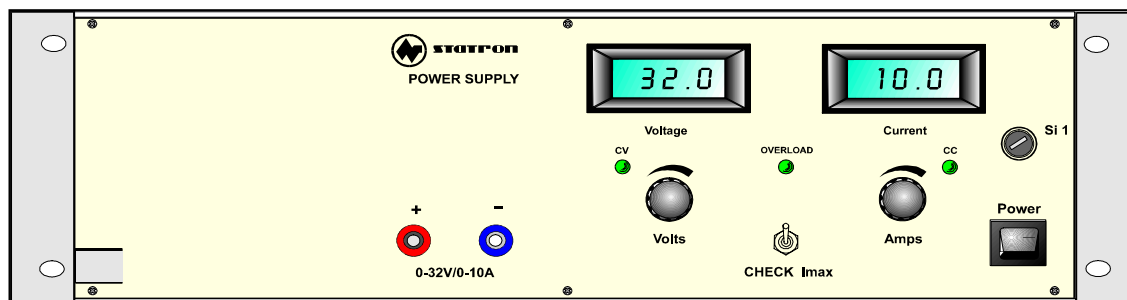 STATRON
POWER SUPPLY
32.0
10.0
Voltage
Current
Si 1
CV
OVERLOAD
CC
+
−
Power
Volts
Amps
0-32V/0-10A
CHECK Imax